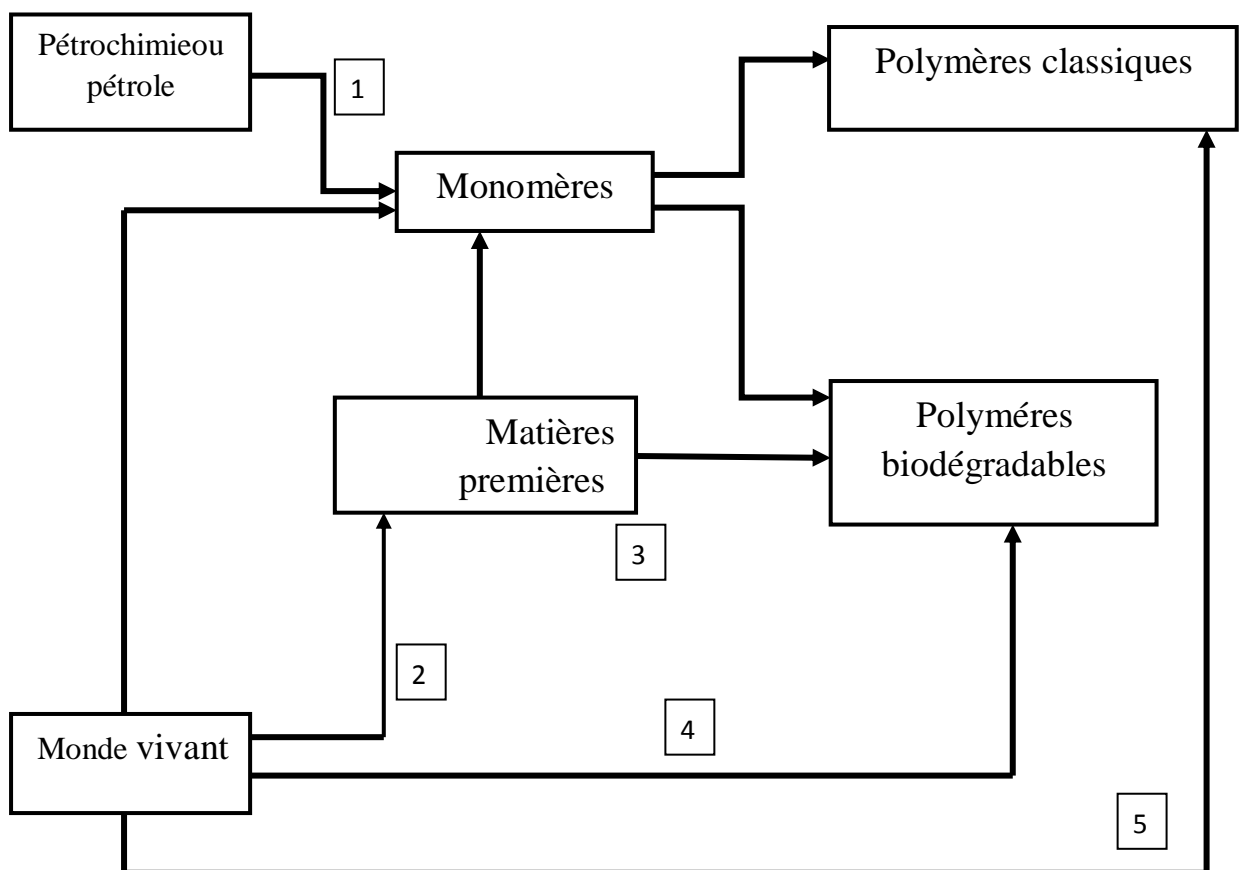 Pétrochimieou
pétrole
1
Polymères classiques
Monomères
Matières
premières
Polyméres
biodégradables
3
2
4
Monde vivant
5